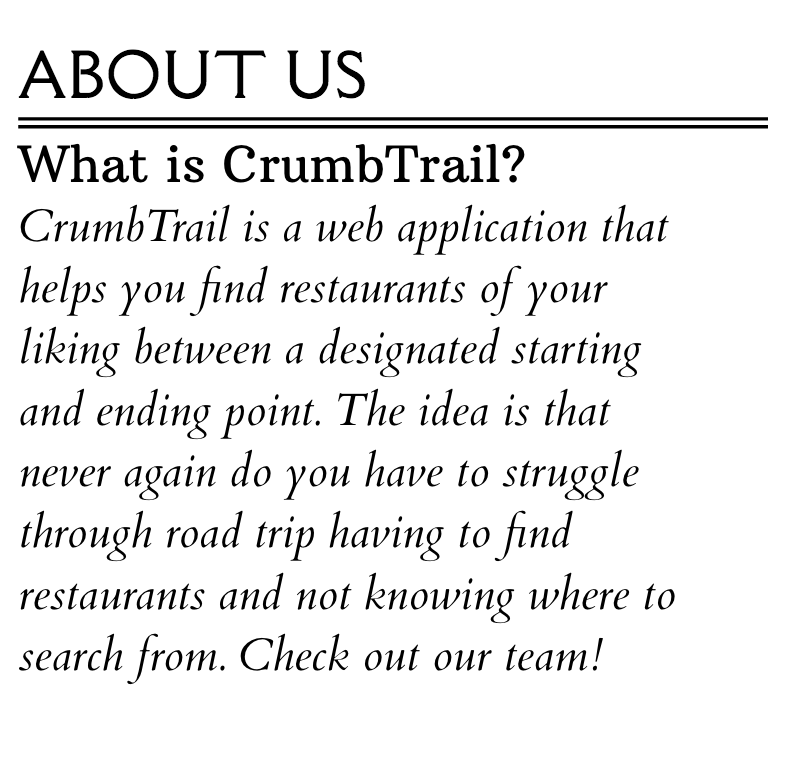 ABOUT US
What is CrumbTrail?
CrumbTrail is a web application that
helps you find restaurants of your
liking between a designated starting
and ending point. The idea is that
never again do you have to struggle
through road trip having to find
restaurants and not knowing where to
search from. Check out our team!